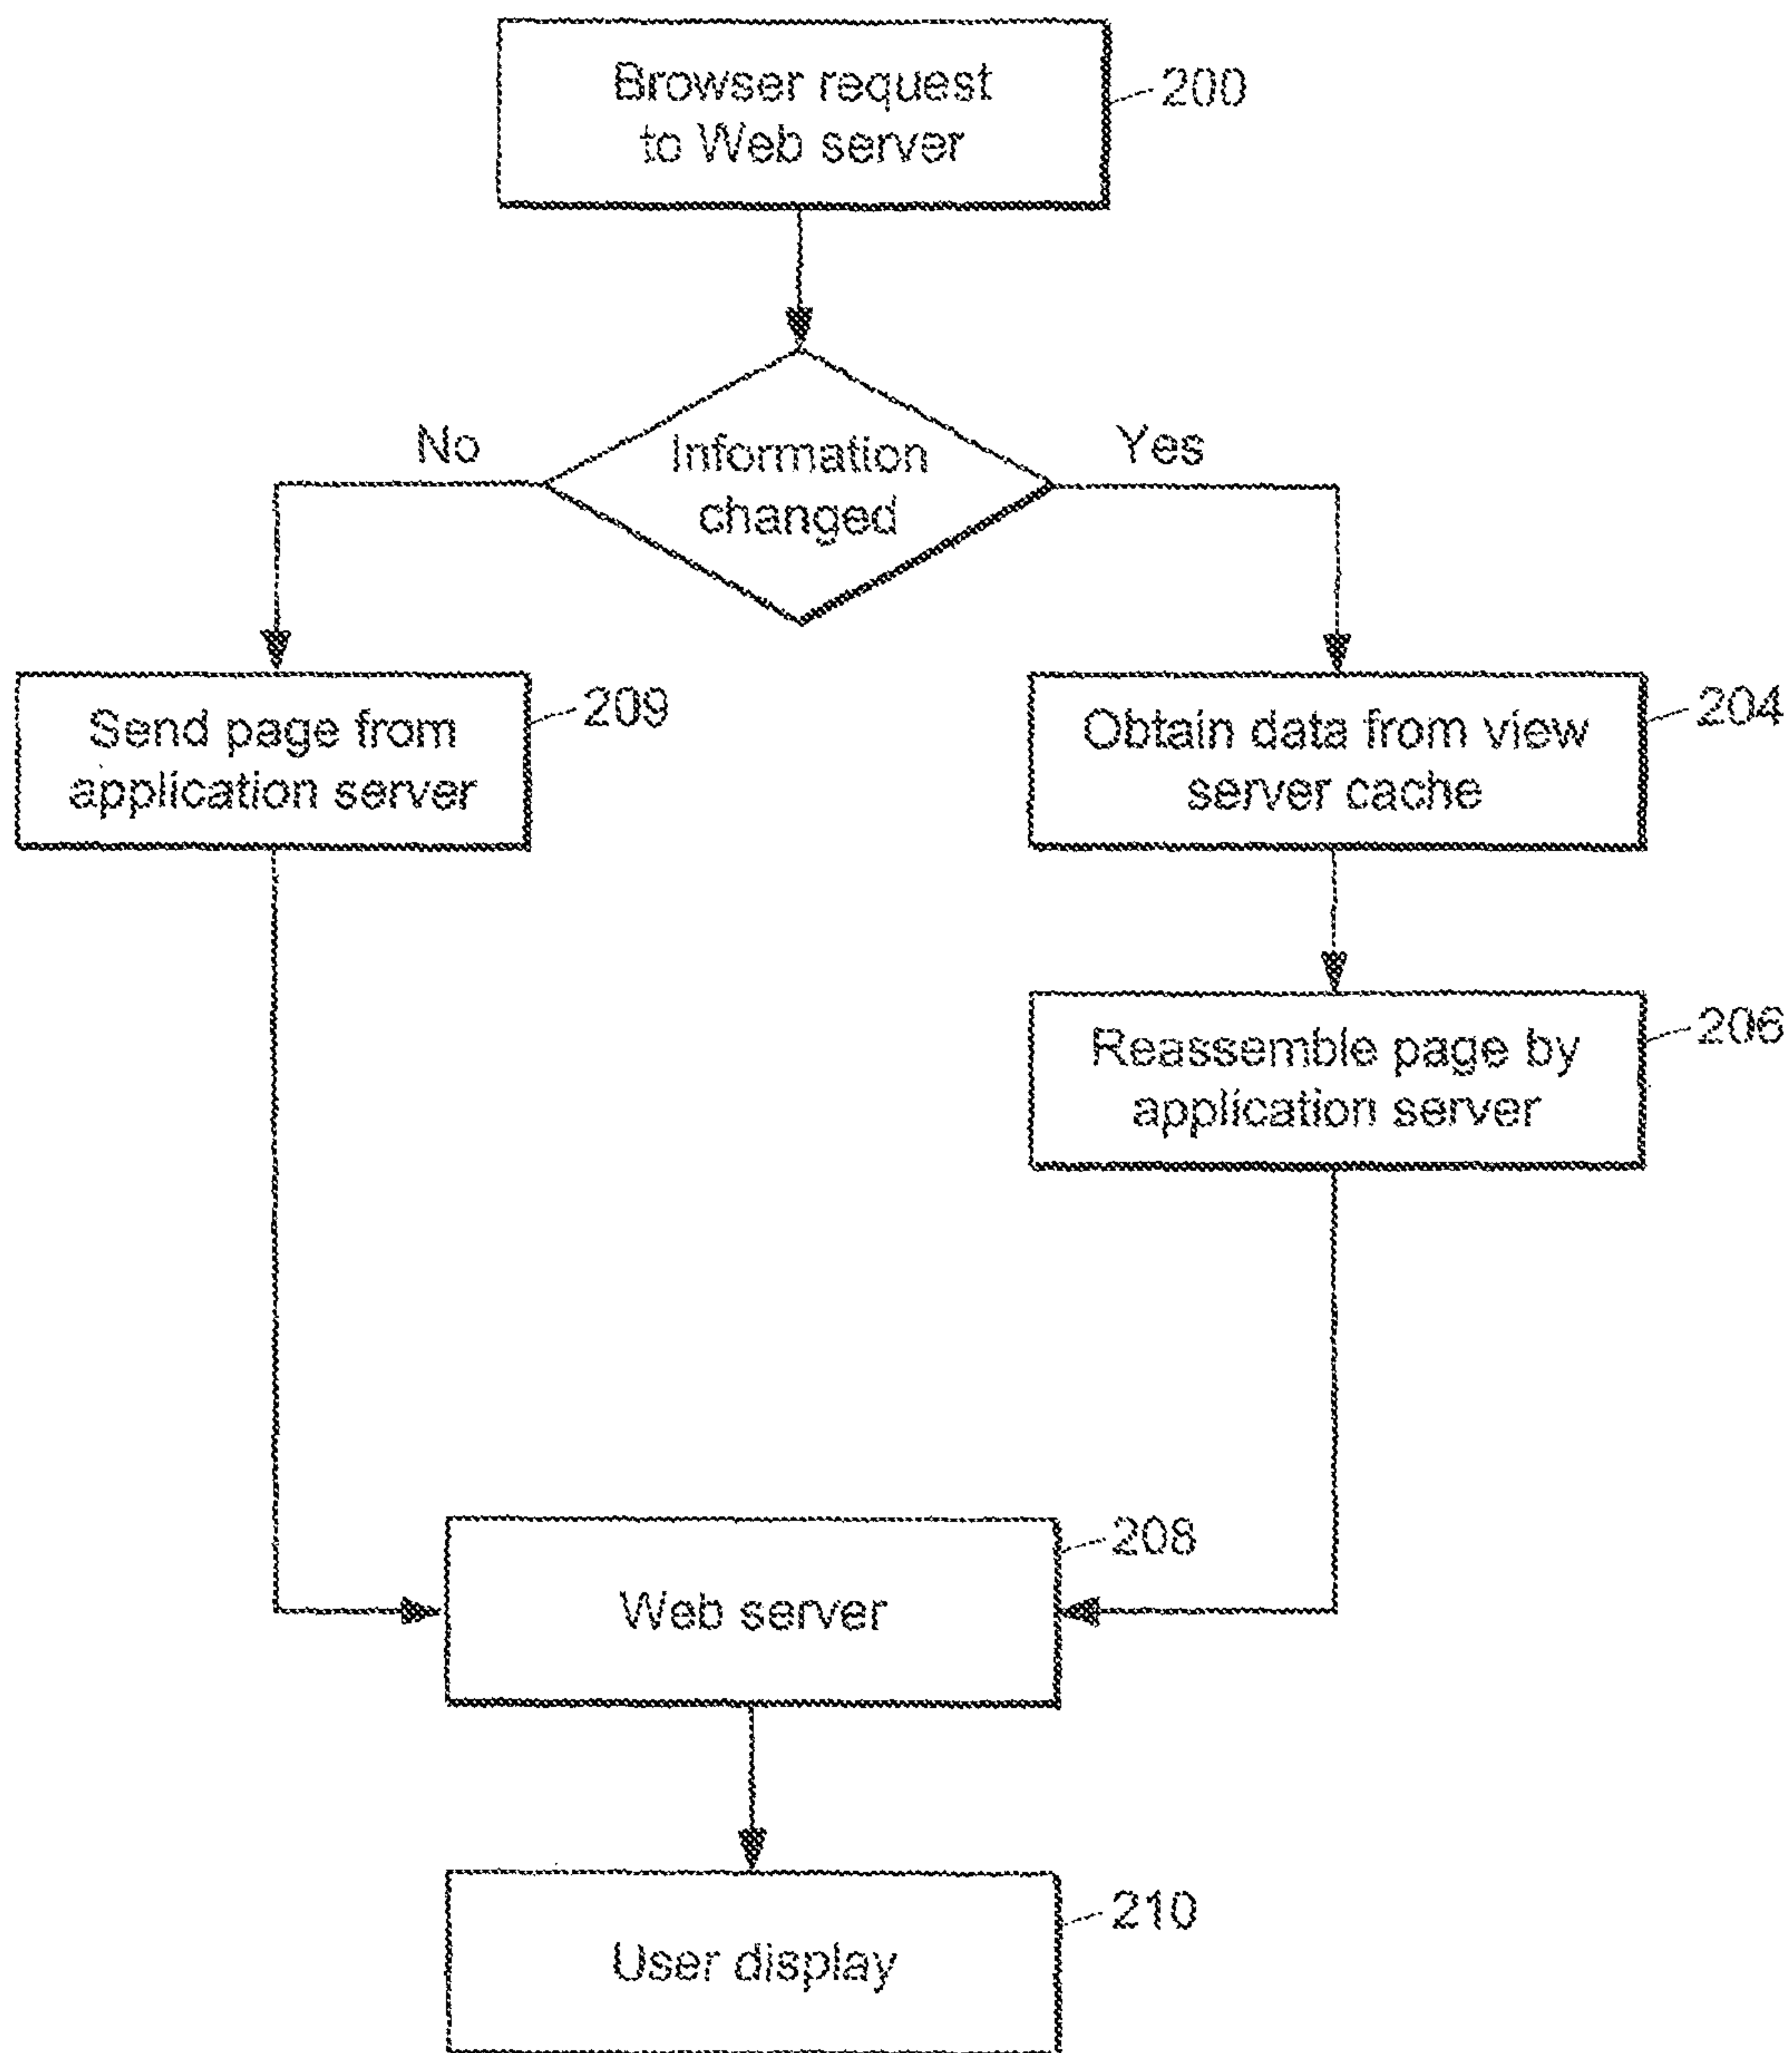 Browser request
to Web server
200
Information
changed
No
Yes
Send page from
application server
209
Obtain data from view
server cache
204
Reassemble page by
application server
206
Web server
208
User display
210